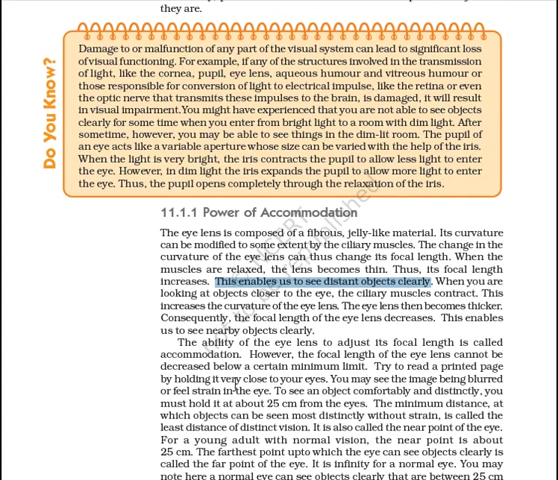 they are.
Do You Know?
Damage to or malfunction of any part of the visual system can lead to significant loss
of visual functioning. For example, if any of the structures involved in the transmission
of light, like the cornea, pupil, eye lens, aqueous humour and vitreous humour or
those responsible for conversion of light to electrical impulse, like the retina or even
the optic nerve that transmits these impulses to the brain, is damaged, it will result
in visual impairment.You might have experienced that you are not able to see objects
clearly for some time when you enter from bright light to a room with dim light. After
sometime, however, you may be able to see things in the dim-lit room. The pupil of
an eye acts like a variable aperture whose size can be varied with the help of the iris.
When the light is very bright, the iris contracts the pupil to allow less light to enter
the eye. However, in dim light the iris expands the pupil to allow more light to enter
the eye. Thus, the pupil opens completely through the relaxation of the iris.
11.1.1 Power of Accommodation
The eye lens is composed of a fibrous, jelly-like material. Its curvature
can be modified to some extent by the ciliary muscles. The change in the
curvature of the eye lens can thus change its focal length. When the
muscles are relaxed, the lens becomes thin. Thus, its focal length
increases. This enables us to see distant objects clearly. When you are
looking at objects closer to the eye, the ciliary muscles contract. This
increases the curvature of the eye lens. The eye lens then becomes thicker.
Consequently, the focal length of the eye lens decreases. This enables
us to see nearby objects clearly.
The ability of the eye lens to adjust its focal length is called
accommodation. However, the focal length of the eye lens cannot be
decreased below a certain minimum limit. Try to read a printed page
by holding it very close to your eyes. You may see the image being blurred
or feel strain in the eye. To see an object comfortably and distinctly, you
must hold it at about 25 cm from the eyes. The minimum distance, at
which objects can be seen most distinctly without strain, is called the
least distance of distinct vision. It is also called the near point of the eye.
For a young adult with normal vision, the near point is about
25 cm. The farthest point upto which the eye can see objects clearly is
called the far point of the eye. It is infinity for a normal eye. You may
note here a normal eye can see objects clearly that are between 25 cm